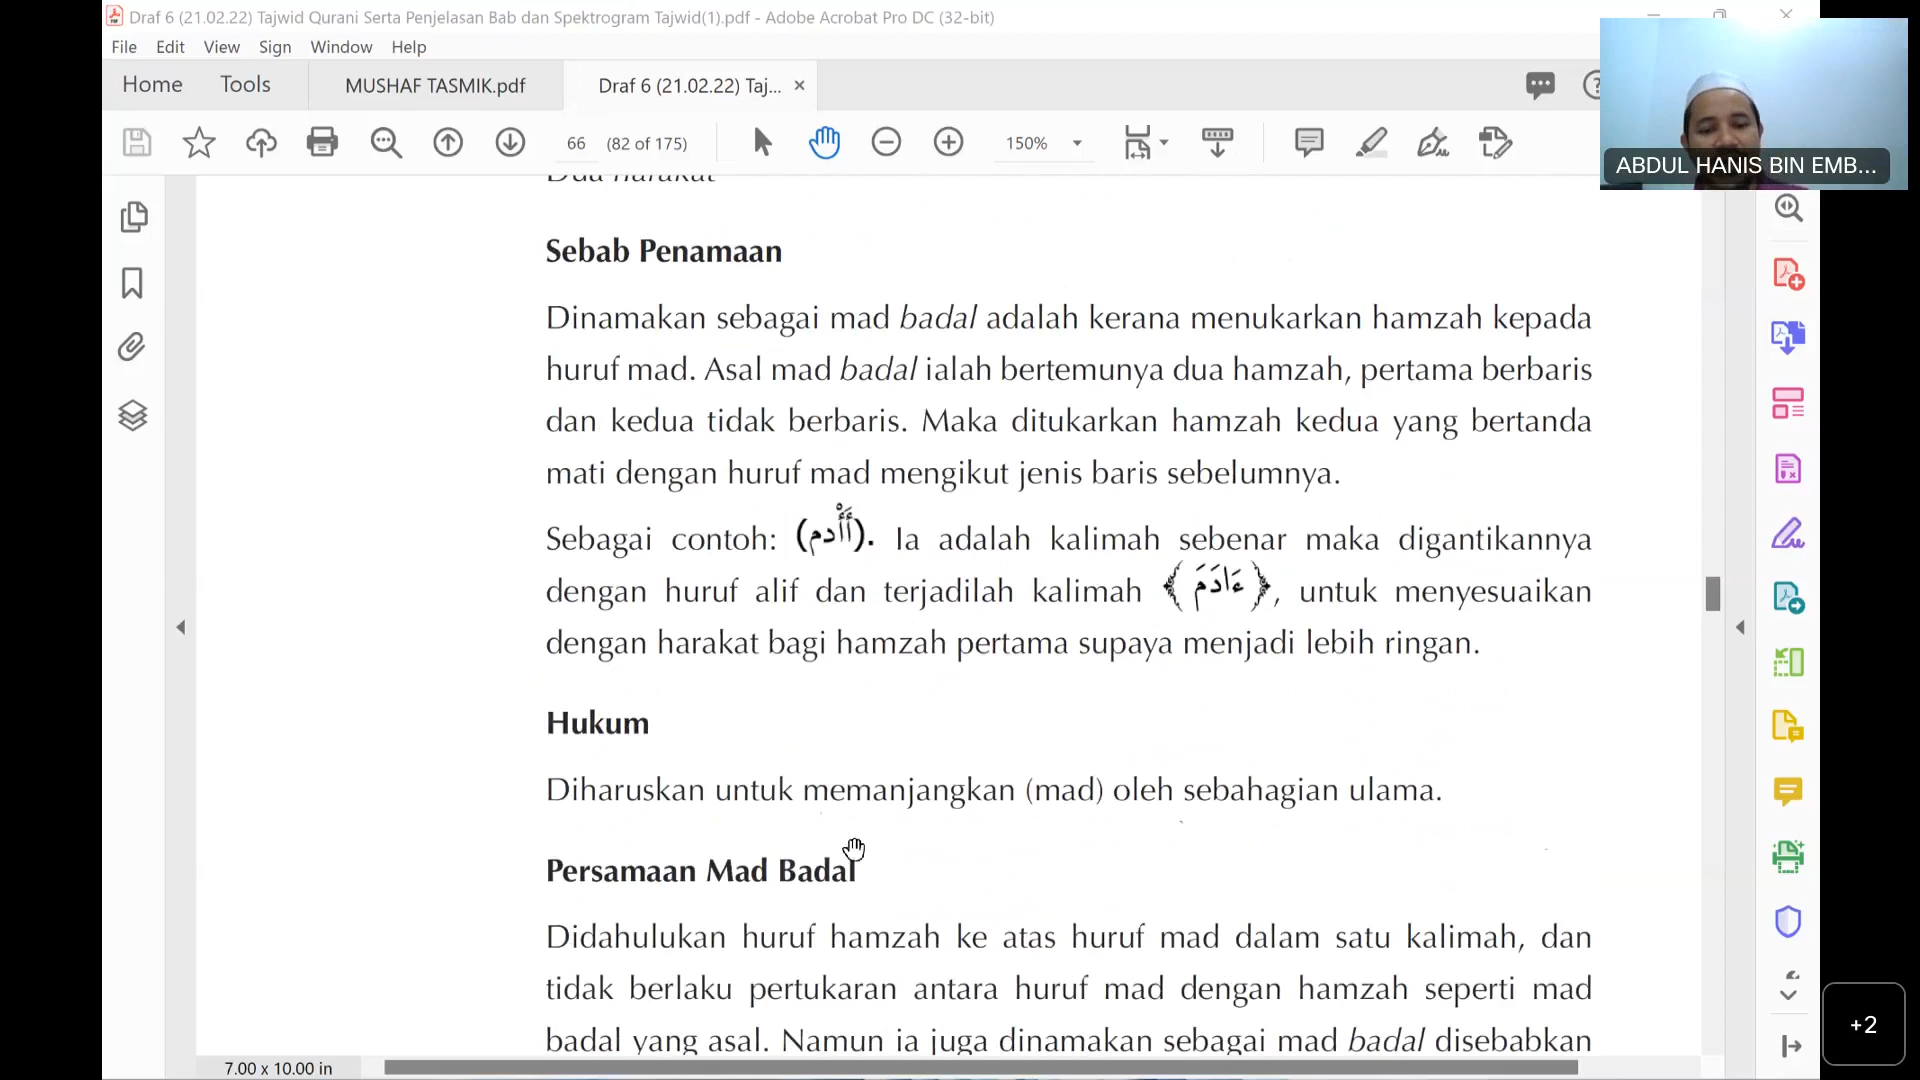 Draf 6 (21.02.22) Tajwid Qurani Serta Penjelasan Bab dan Spektrogram Tajwid(1).pdf - Adobe Acrobat Pro DC (32-bit)
File Edit View Sign Window Help
Home Tools MUSHAF TASMIK.pdf Draf 6 (21.02.22) Taj... ×
66 (82 of 175) 150%
ABDUL HANIS BIN EMB...
Dua harakat
Sebab Penamaan
Dinamakan sebagai mad badal adalah kerana menukarkan hamzah kepada
huruf mad. Asal mad badal ialah bertemunya dua hamzah, pertama berbaris
dan kedua tidak berbaris. Maka ditukarkan hamzah kedua yang bertanda
mati dengan huruf mad mengikut jenis baris sebelumnya.
Sebagai contoh: (أَأْدم). Ia adalah kalimah sebenar maka digantikannya
dengan huruf alif dan terjadilah kalimah ﴿ءَادَمَ﴾, untuk menyesuaikan
dengan harakat bagi hamzah pertama supaya menjadi lebih ringan.
Hukum
Diharuskan untuk memanjangkan (mad) oleh sebahagian ulama.
Persamaan Mad Badal
Didahulukan huruf hamzah ke atas huruf mad dalam satu kalimah, dan
tidak berlaku pertukaran antara huruf mad dengan hamzah seperti mad
badal yang asal. Namun ia juga dinamakan sebagai mad badal disebabkan
7.00 x 10.00 in
+2